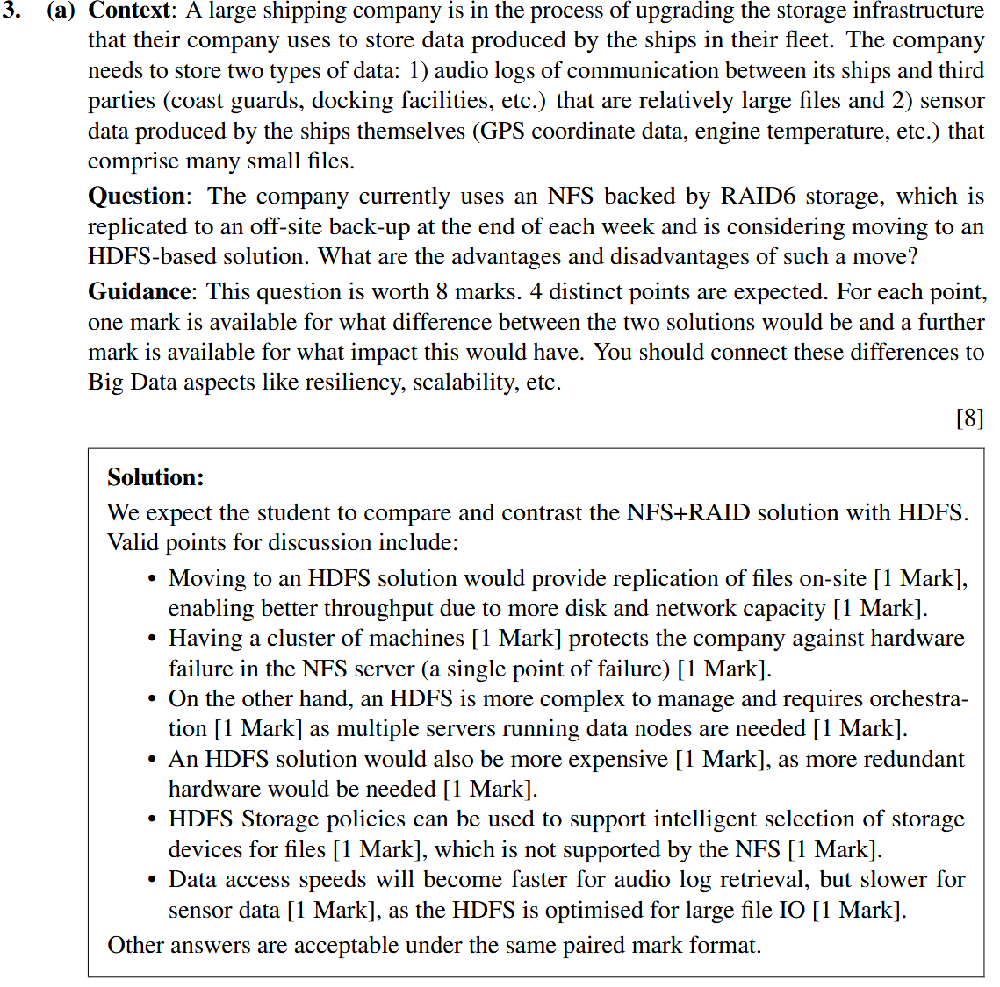 3. (a) Context: A large shipping company is in the process of upgrading the storage infrastructure
that their company uses to store data produced by the ships in their fleet. The company
needs to store two types of data: 1) audio logs of communication between its ships and third
parties (coast guards, docking facilities, etc.) that are relatively large files and 2) sensor
data produced by the ships themselves (GPS coordinate data, engine temperature, etc.) that
comprise many small files.
Question: The company currently uses an NFS backed by RAID6 storage, which is
replicated to an off-site back-up at the end of each week and is considering moving to an
HDFS-based solution. What are the advantages and disadvantages of such a move?
Guidance: This question is worth 8 marks. 4 distinct points are expected. For each point,
one mark is available for what difference between the two solutions would be and a further
mark is available for what impact this would have. You should connect these differences to
Big Data aspects like resiliency, scalability, etc.
[8]
Solution:
We expect the student to compare and contrast the NFS+RAID solution with HDFS.
Valid points for discussion include:
• Moving to an HDFS solution would provide replication of files on-site [1 Mark],
enabling better throughput due to more disk and network capacity [1 Mark].
• Having a cluster of machines [1 Mark] protects the company against hardware
failure in the NFS server (a single point of failure) [1 Mark].
• On the other hand, an HDFS is more complex to manage and requires orchestra-
tion [1 Mark] as multiple servers running data nodes are needed [1 Mark].
• An HDFS solution would also be more expensive [1 Mark], as more redundant
hardware would be needed [1 Mark].
• HDFS Storage policies can be used to support intelligent selection of storage
devices for files [1 Mark], which is not supported by the NFS [1 Mark].
• Data access speeds will become faster for audio log retrieval, but slower for
sensor data [1 Mark], as the HDFS is optimised for large file IO [1 Mark].
Other answers are acceptable under the same paired mark format.